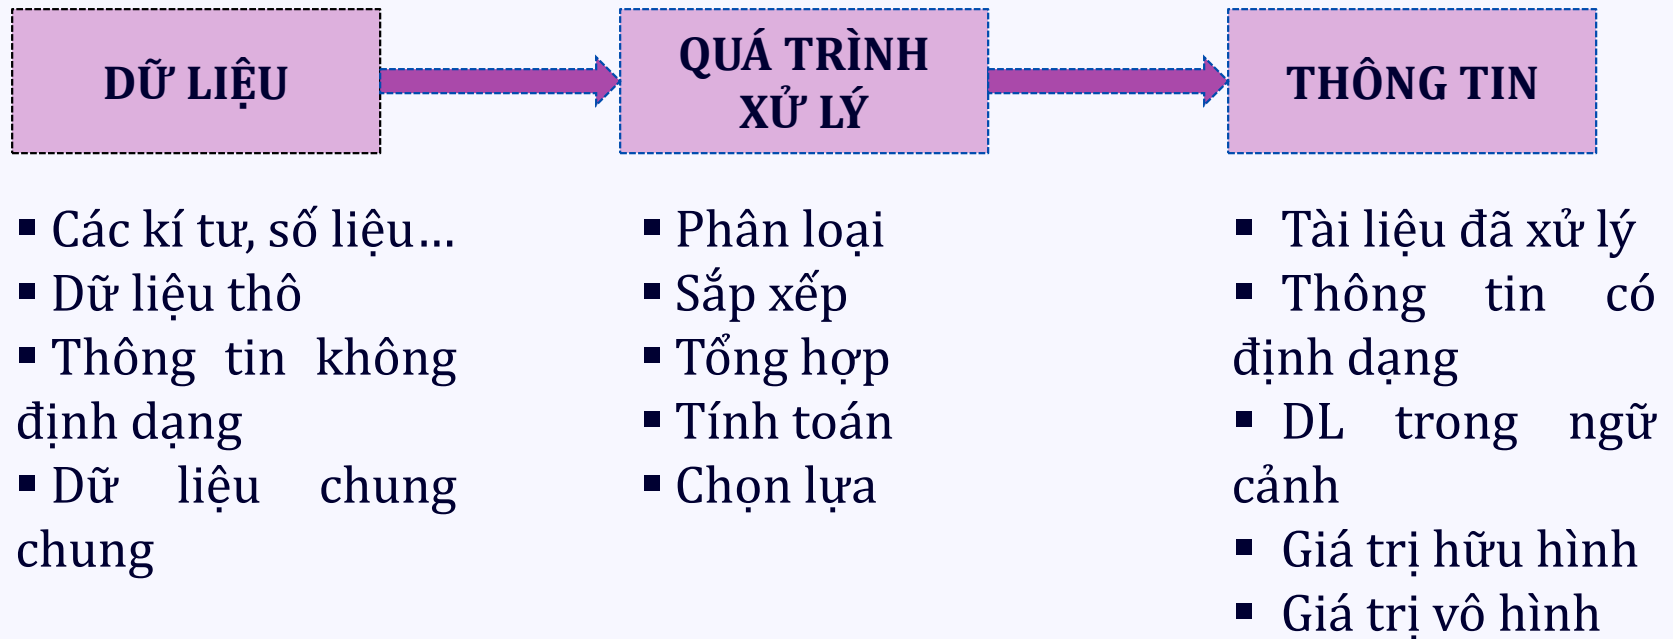 DỮ LIỆU
QUÁ TRÌNH
XỬ LÝ
THÔNG TIN
▪ Các kí tư, số liệu…
▪ Dữ liệu thô
▪ Thông tin không
định dạng
▪ Dữ liệu chung
chung
▪ Phân loại
▪ Sắp xếp
▪ Tổng hợp
▪ Tính toán
▪ Chọn lựa
▪ Tài liệu đã xử lý
▪ Thông tin có
định dạng
▪ DL trong ngữ
cảnh
▪ Giá trị hữu hình
▪ Giá trị vô hình